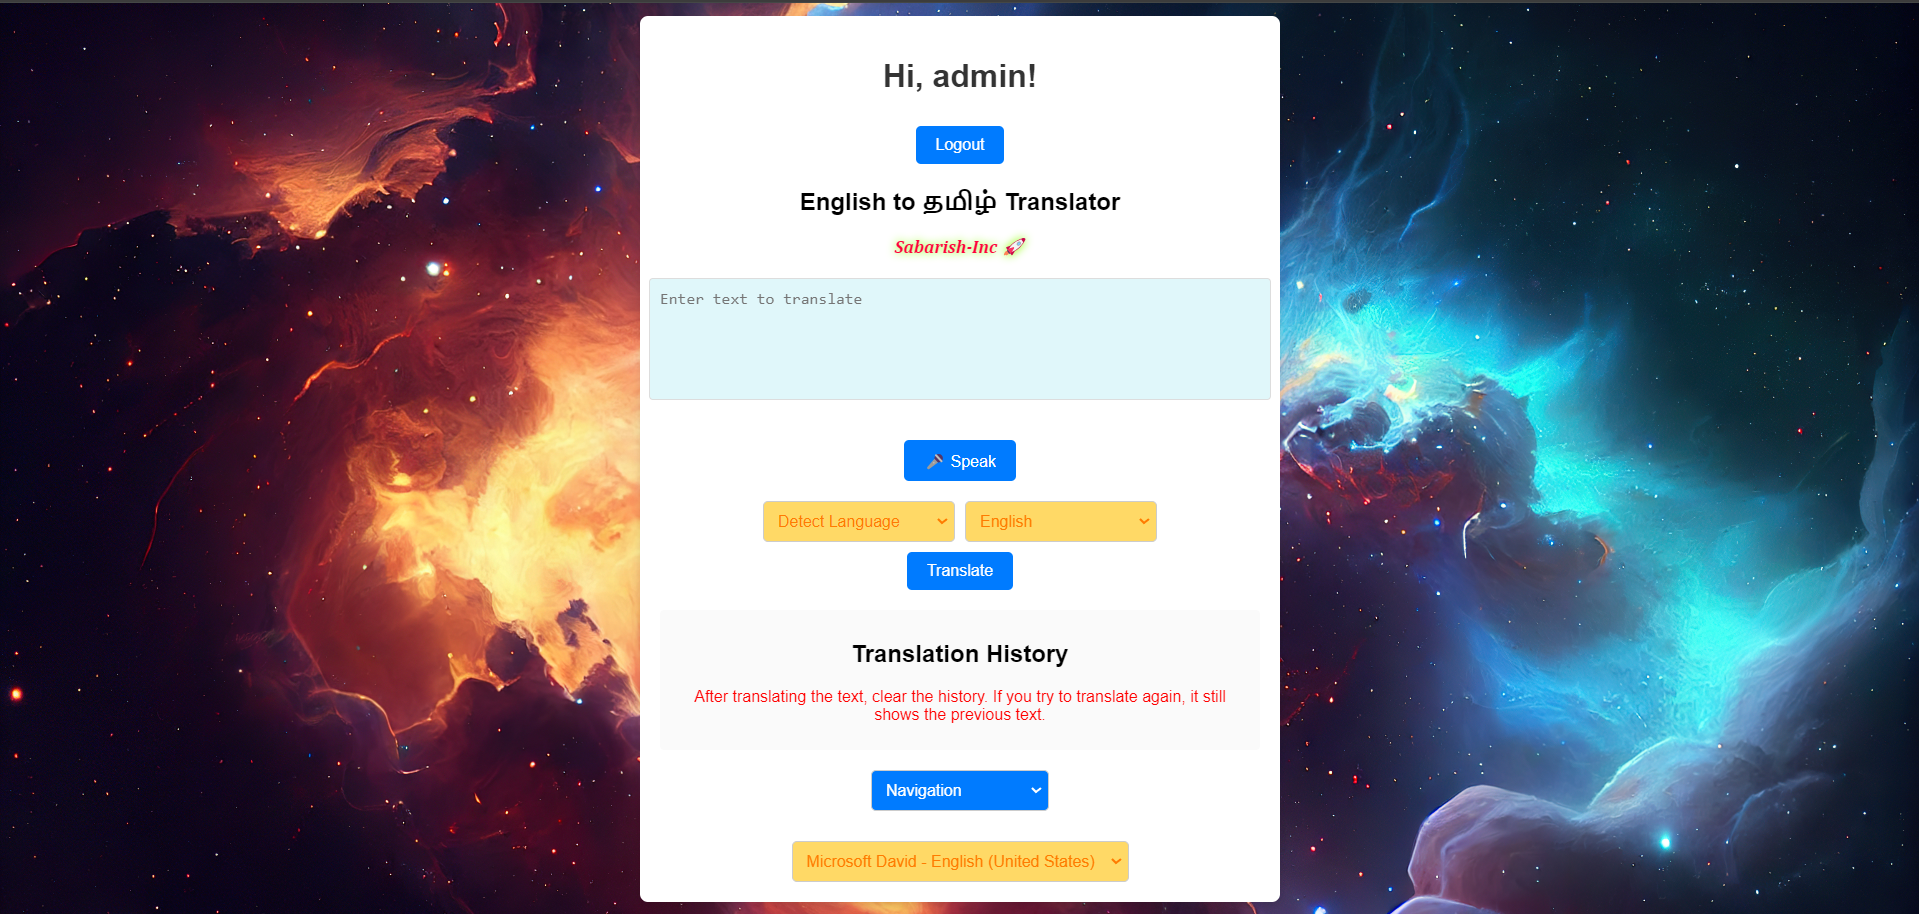 Hi, admin!
Logout
English to தமிழ் Translator
Sabarish-Inc 🚀
Enter text to translate
🎤 Speak
Detect Language
English
Translate
Translation History
After translating the text, clear the history. If you try to translate again, it still
shows the previous text.
Navigation
Microsoft David - English (United States)